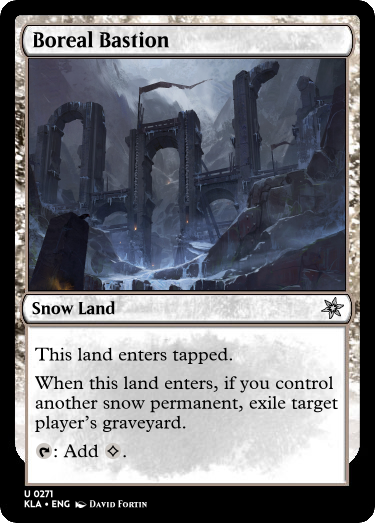 Boreal Bastion
Snow Land
This land enters tapped.
When this land enters, if you control
another snow permanent, exile target
player's graveyard.
: Add .
U 0271
KLA • ENG David Fortin